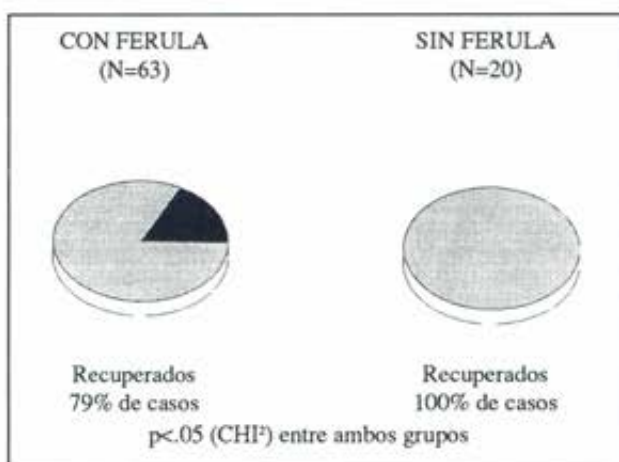 CON FERULA
(N=63)
SIN FERULA
(N=20)
Recuperados
79% de casos
Recuperados
100% de casos
p<.05 (CHI²) entre ambos grupos